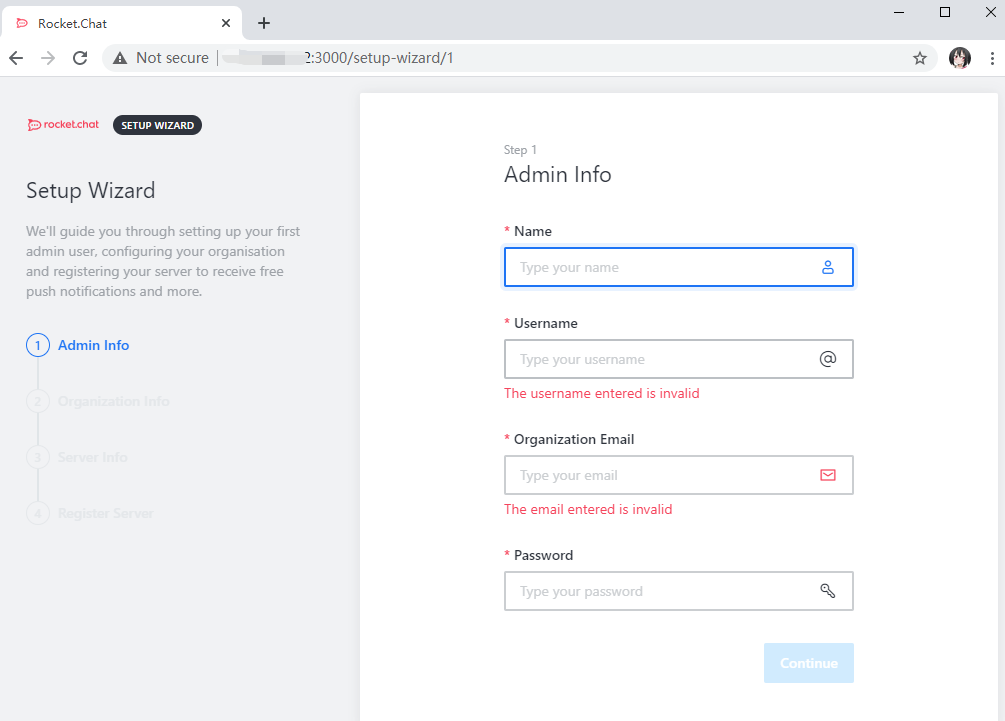 Rocket.Chat
Not secure
2:3000/setup-wizard/1
rocket.chat
SETUP WIZARD
Setup Wizard
We'll guide you through setting up your first
admin user, configuring your organisation
and registering your server to receive free
push notifications and more.
1 Admin Info
2 Organization Info
3 Server Info
4 Register Server
Step 1
Admin Info
* Name
Type your name
* Username
Type your username
@
The username entered is invalid
* Organization Email
Type your email
The email entered is invalid
* Password
Type your password
Continue